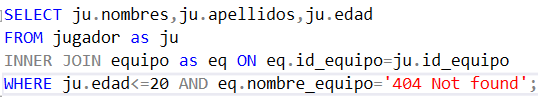 SELECT ju.nombres,ju.apellidos,ju.edad
FROM jugador as ju
INNER JOIN equipo as eq ON eq.id_equipo=ju.id_equipo
WHERE ju.edad<=20 AND eq.nombre_equipo='404 Not found';